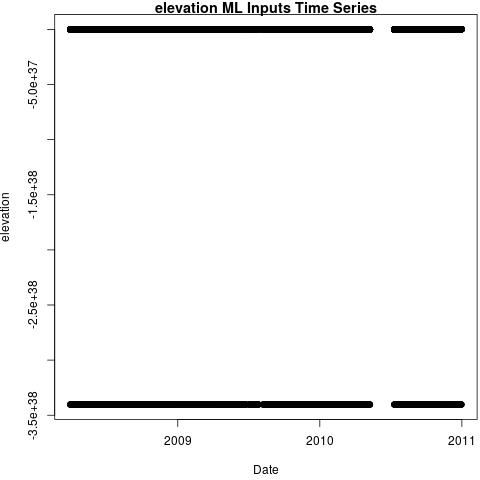 elevation ML Inputs Time Series
-5.0e+37
-1.5e+38
-2.5e+38
-3.5e+38
elevation
2009 2010 2011
Date